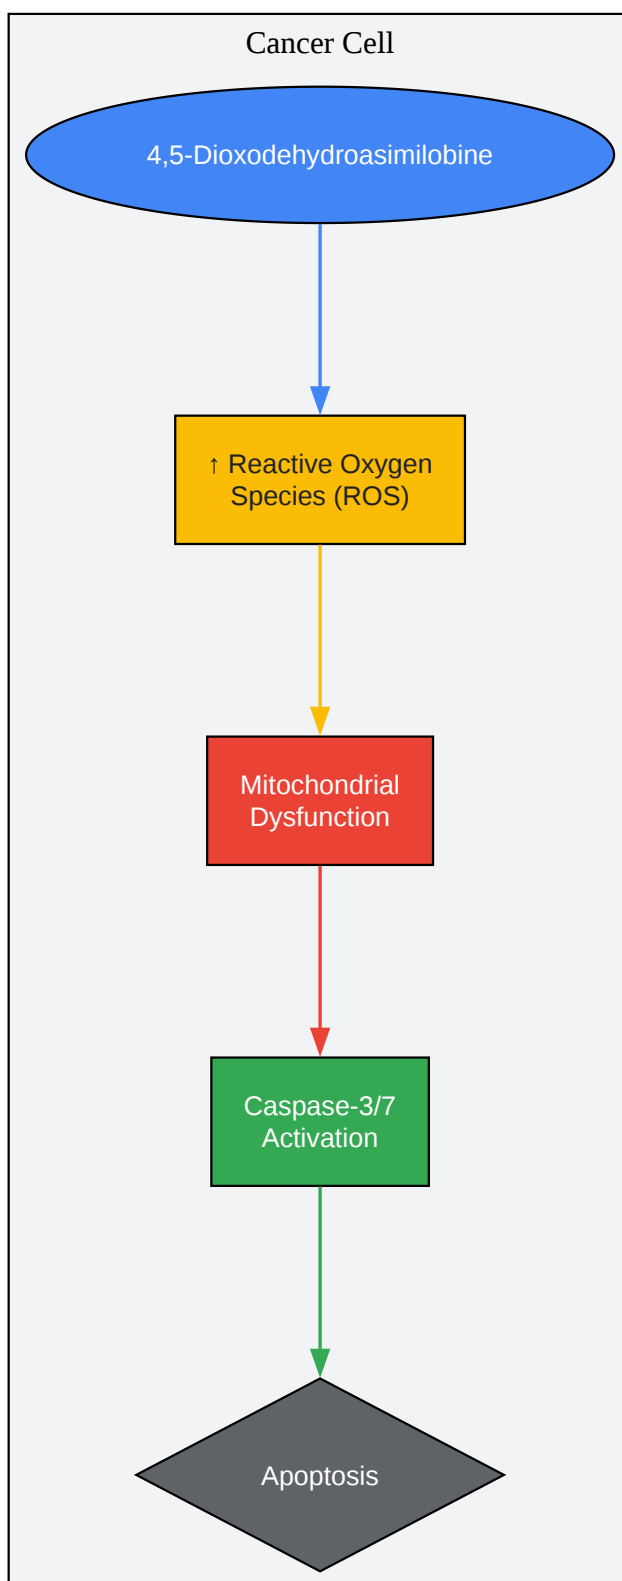 Cancer Cell
4,5-Dioxodehydroasimilobine
↑ Reactive Oxygen
Species (ROS)
Mitochondrial
Dysfunction
Caspase-3/7
Activation
Apoptosis